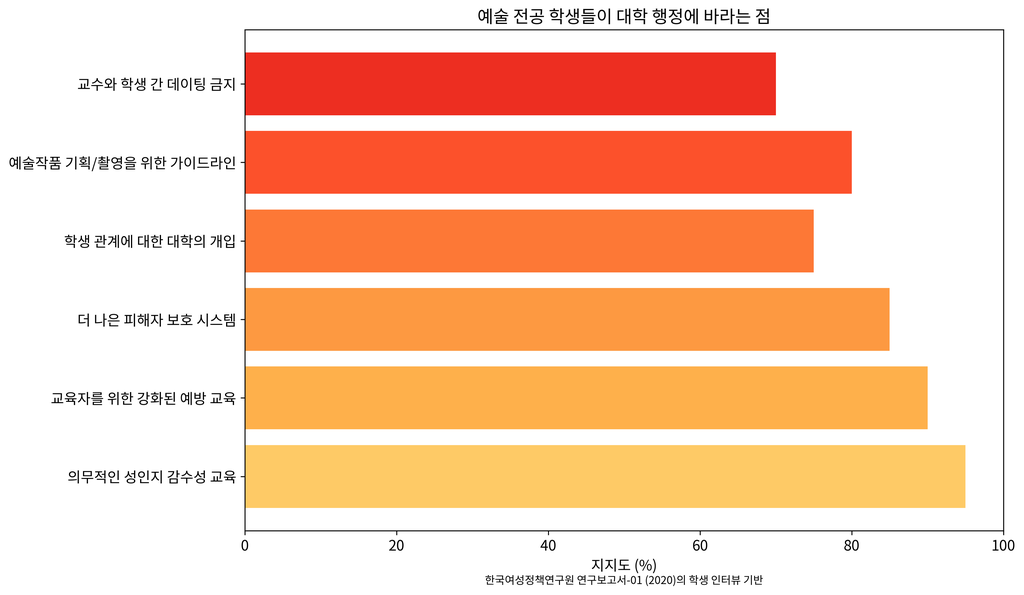 예술 전공 학생들이 대학 행정에 바라는 점
교수와 학생 간 데이팅 금지
예술작품 기획/촬영을 위한 가이드라인
학생 관계에 대한 대학의 개입
더 나은 피해자 보호 시스템
교육자를 위한 강화된 예방 교육
의무적인 성인지 감수성 교육
0 20 40 60 80 100
지지도 (%)
한국여성정책연구원 연구보고서-01 (2020)의 학생 인터뷰 기반